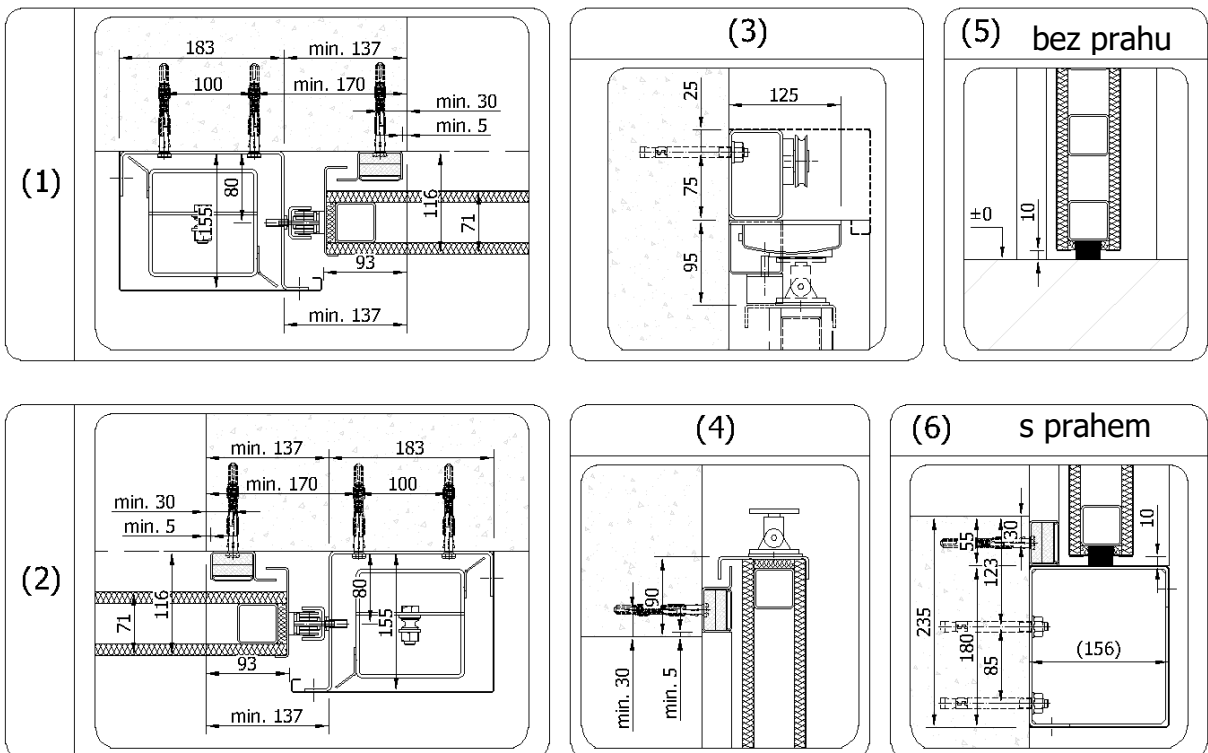 (1)
183
min. 137
100
min. 170
min. 30
min. 5
80
155
116
71
93
min. 137
(3)
25
125
75
95
(5) bez prahu
±0
10
(2)
min. 137
183
min. 170
100
min. 30
min. 5
116
71
80
155
93
min. 137
(4)
90
min. 30
min. 5
(6) s prahem
30
55
123
10
235
180
85
(156)